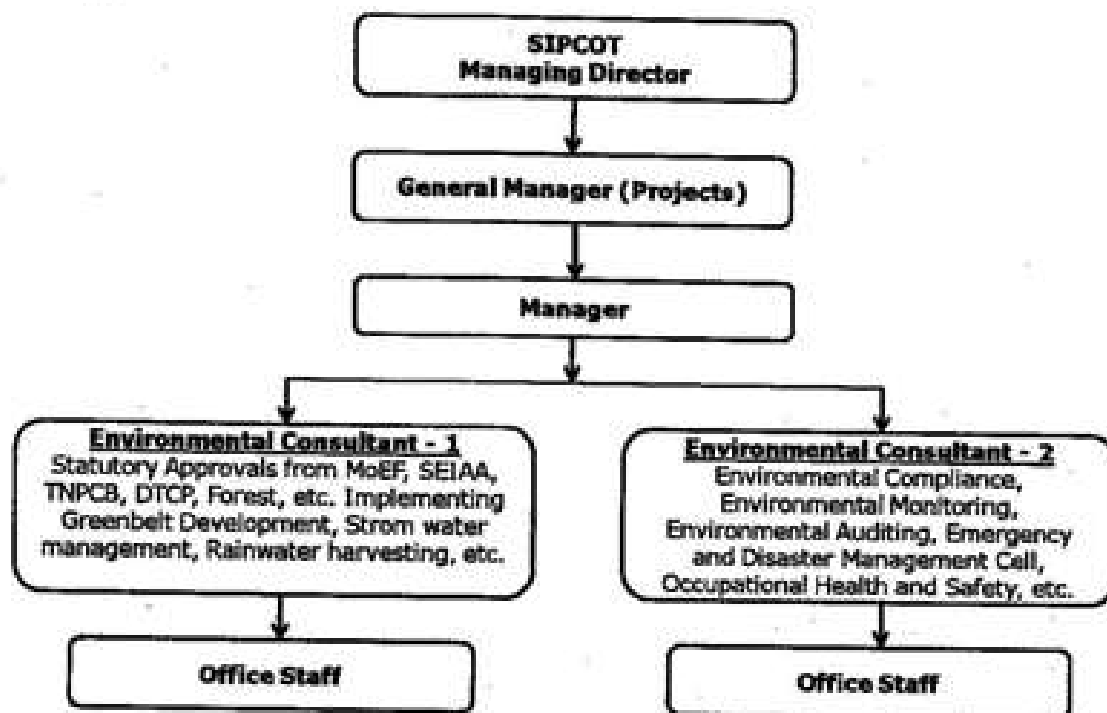 SIPCOT
Managing Director
General Manager (Projects)
Manager
Environmental Consultant - 1
Statutory Approvals from MoEF, SEIAA,
TNPCB, DTCP, Forest, etc. Implementing
Greenbelt Development, Strom water
management, Rainwater harvesting, etc.
Environmental Consultant - 2
Environmental Compliance,
Environmental Monitoring,
Environmental Auditing, Emergency
and Disaster Management Cell,
Occupational Health and Safety, etc.
Office Staff
Office Staff